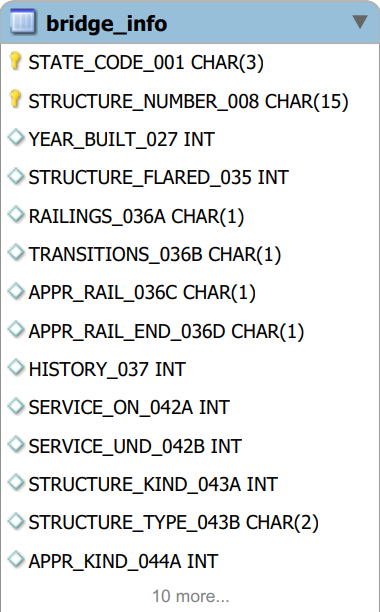 bridge_info
STATE_CODE_001 CHAR(3)
STRUCTURE_NUMBER_008 CHAR(15)
YEAR_BUILT_027 INT
STRUCTURE_FLARED_035 INT
RAILINGS_036A CHAR(1)
TRANSITIONS_036B CHAR(1)
APPR_RAIL_036C CHAR(1)
APPR_RAIL_END_036D CHAR(1)
HISTORY_037 INT
SERVICE_ON_042A INT
SERVICE_UND_042B INT
STRUCTURE_KIND_043A INT
STRUCTURE_TYPE_043B CHAR(2)
APPR_KIND_044A INT
10 more...